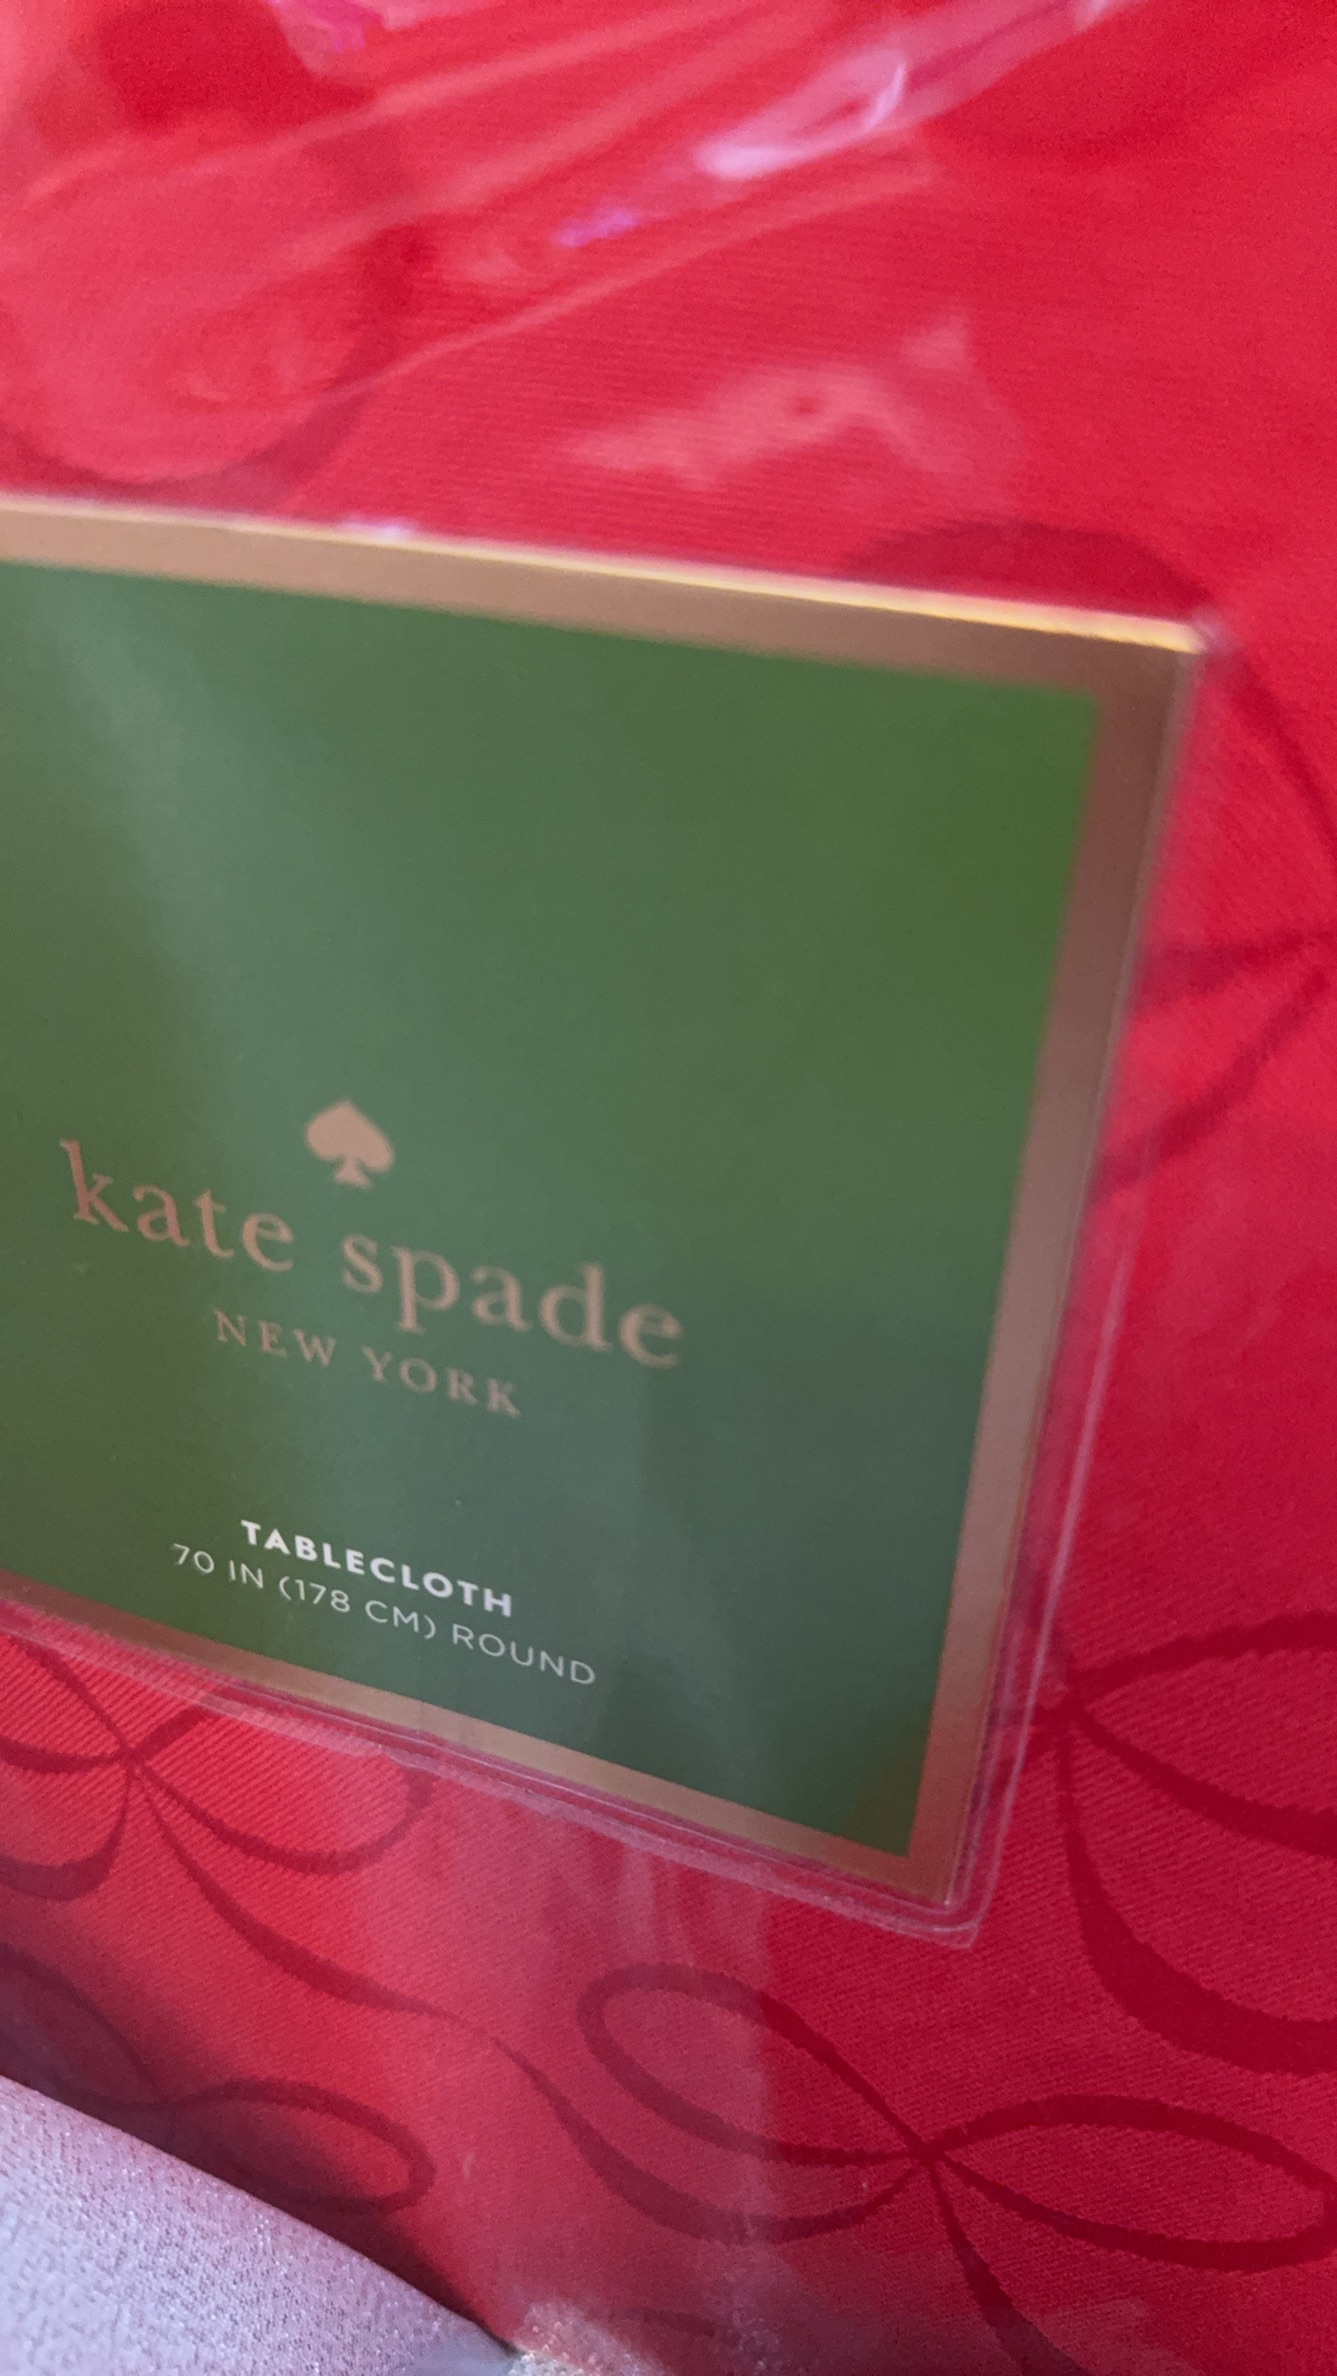 kate spade
NEW YORK
TABLECLOTH
70 IN (178 CM) ROUND